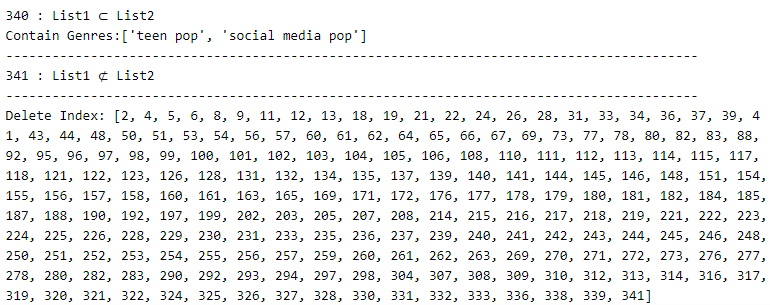 340 : List1 ⊂ List2
Contain Genres:['teen pop', 'social media pop']
------------------------------------------------------------------------------------------
341 : List1 ⊄ List2
------------------------------------------------------------------------------------------
Delete Index: [2, 4, 5, 6, 8, 9, 11, 12, 13, 18, 19, 21, 22, 24, 26, 28, 31, 33, 34, 36, 37, 39, 4
1, 43, 44, 48, 50, 51, 53, 54, 56, 57, 60, 61, 62, 64, 65, 66, 67, 69, 73, 77, 78, 80, 82, 83, 88,
92, 95, 96, 97, 98, 99, 100, 101, 102, 103, 104, 105, 106, 108, 110, 111, 112, 113, 114, 115, 117,
118, 121, 122, 123, 126, 128, 131, 132, 134, 135, 137, 139, 140, 141, 144, 145, 146, 148, 151, 154,
155, 156, 157, 158, 160, 161, 163, 165, 169, 171, 172, 176, 177, 178, 179, 180, 181, 182, 184, 185,
187, 188, 190, 192, 197, 199, 202, 203, 205, 207, 208, 214, 215, 216, 217, 218, 219, 221, 222, 223,
224, 225, 226, 228, 229, 230, 231, 233, 235, 236, 237, 239, 240, 241, 242, 243, 244, 245, 246, 248,
250, 251, 252, 253, 254, 255, 256, 257, 259, 260, 261, 262, 263, 269, 270, 271, 272, 273, 276, 277,
278, 280, 282, 283, 290, 292, 293, 294, 297, 298, 304, 307, 308, 309, 310, 312, 313, 314, 316, 317,
319, 320, 321, 322, 324, 325, 326, 327, 328, 330, 331, 332, 333, 336, 338, 339, 341]